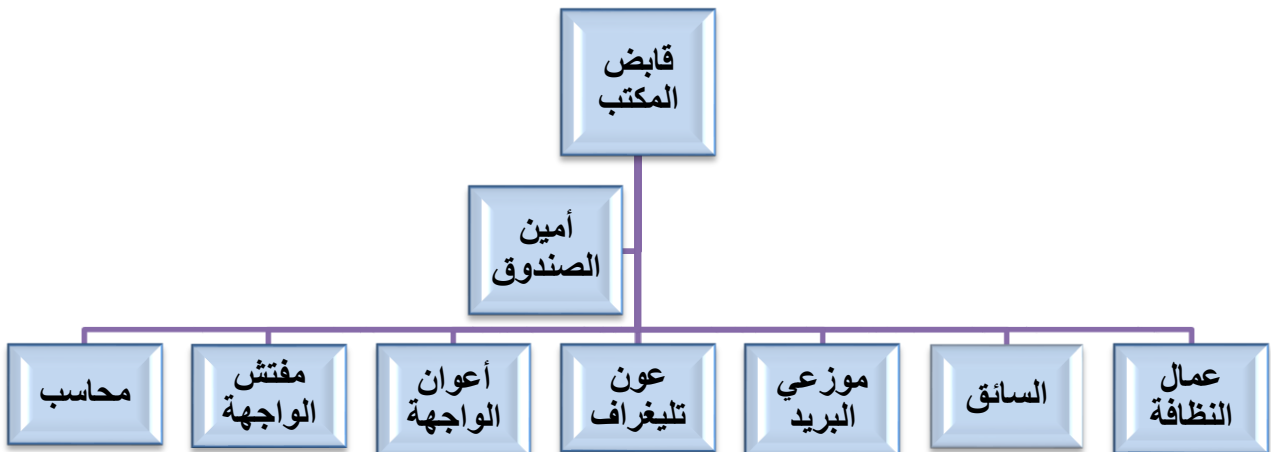 قابض
المكتب
أمين
الصندوق
عمال
النظافة
السائق
موزعي
البريد
عون
تليغراف
أعوان
الواجهة
مفتش
الواجهة
محاسب